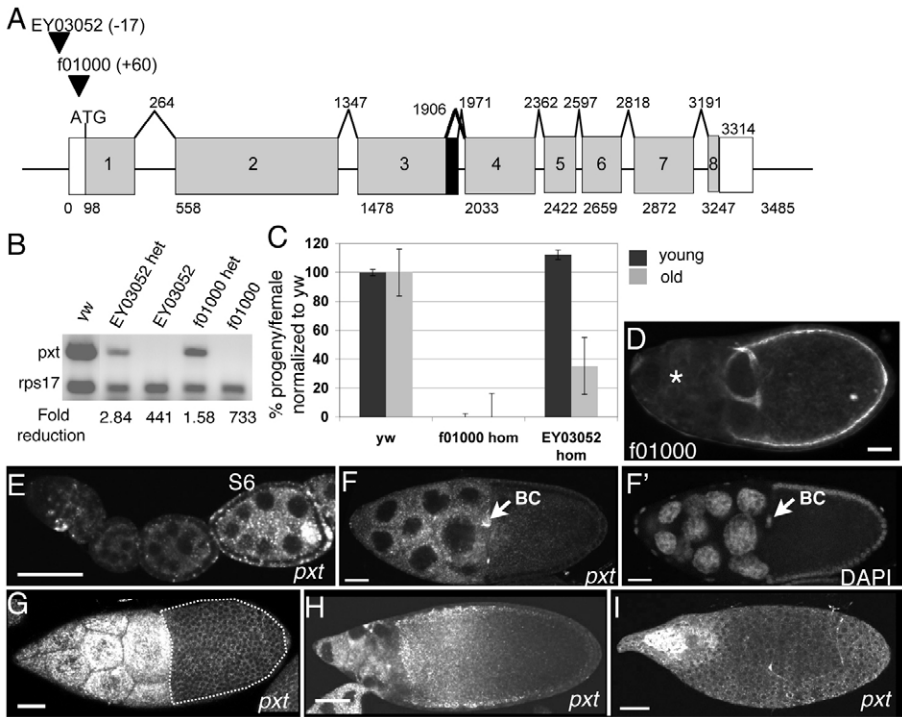 A
EY03052 (-17)
f01000 (+60)
ATG
264
1347
1906
1971
2362
2597
2818
3191
3314
1
2
3
4
5
6
7
8
0
98
558
1478
2033
2422
2659
2872
3247
3485
B
yw
EY03052 het
EY03052
f01000 het
f01000
pxt
rps17
Fold reduction
2.84
441
1.58
733
C
% progeny/female
normalized to yw
120
100
80
60
40
20
0
yw
f01000 hom
EY03052
hom
young
old
D
*
f01000
E
S6
pxt
F
BC
pxt
F'
BC
DAPI
G
pxt
H
pxt
I
pxt